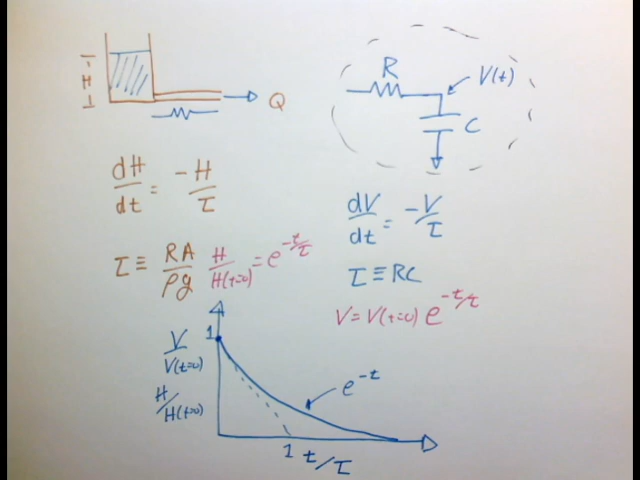 H
Q
R
V(t)
C
dH/dt = -H/τ
τ ≡ RA/ρg
H/H(t=0) = e^-t/τ
dV/dt = -V/τ
τ ≡ RC
V = V(t=0) e^-t/τ
1
V/V(t=0)
H/H(t=0)
e^-t
1 t/τ